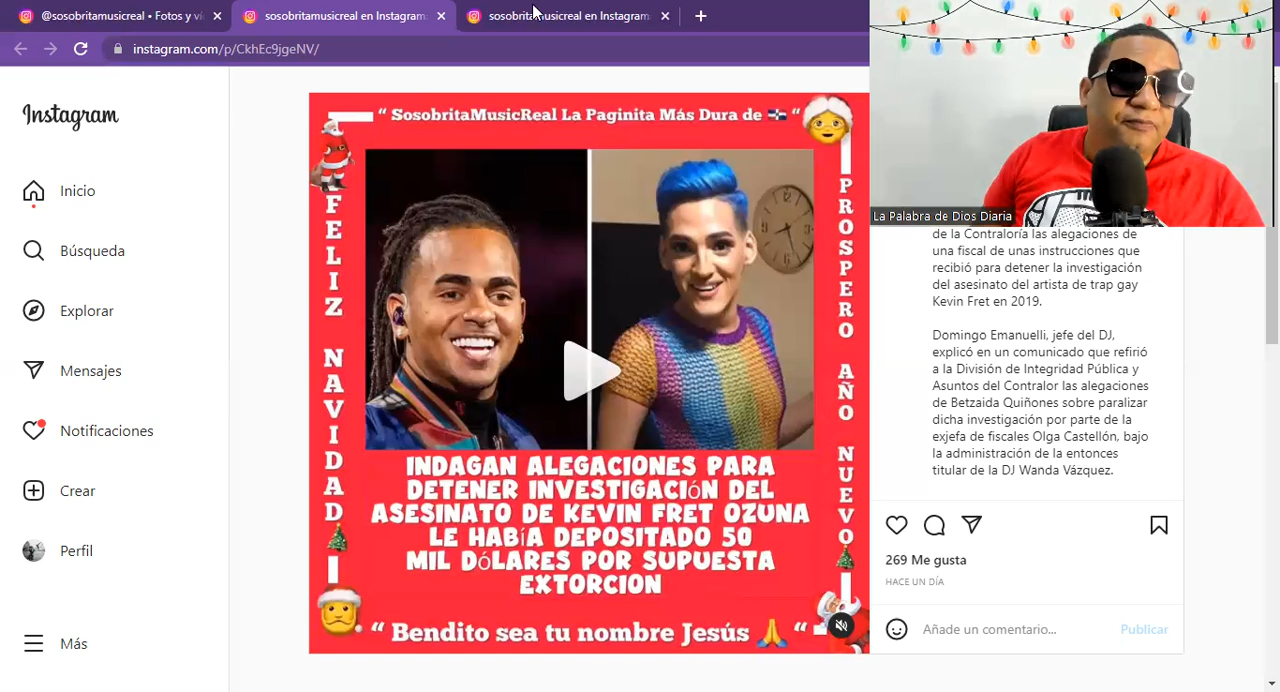 @sosobritamusicreal • Fotos y ví
sosobritamusicreal en Instagram:
sosobritamusicreal en Instagram:
instagram.com/p/CkhEc9jgeNV/
Instagram
Inicio
Búsqueda
Explorar
Mensajes
Notificaciones
Crear
Perfil
Más
“ SosobritaMusicReal La Paginita Más Dura de 🇩🇴 “
FELIZ NAVIDAD
PROSPERO AÑO NUEVO
INDAGAN ALEGACIONES PARA
DETENER INVESTIGACIÓN DEL
ASESINATO DE KEVIN FRET OZUNA
LE HABÍA DEPOSITADO 50
MIL DÓLARES POR SUPUESTA
EXTORCION
“ Bendito sea tu nombre Jesús 🙏 “
La Palabra de Dios Diaria
de la Contraloría las alegaciones de
una fiscal de unas instrucciones que
recibió para detener la investigación
del asesinato del artista de trap gay
Kevin Fret en 2019.
Domingo Emanuelli, jefe del DJ,
explicó en un comunicado que refirió
a la División de Integridad Pública y
Asuntos del Contralor las alegaciones
de Betzaida Quiñones sobre paralizar
dicha investigación por parte de la
exjefa de fiscales Olga Castellón, bajo
la administración de la entonces
titular de la DJ Wanda Vázquez.
269 Me gusta
HACE UN DÍA
Añade un comentario...
Publicar